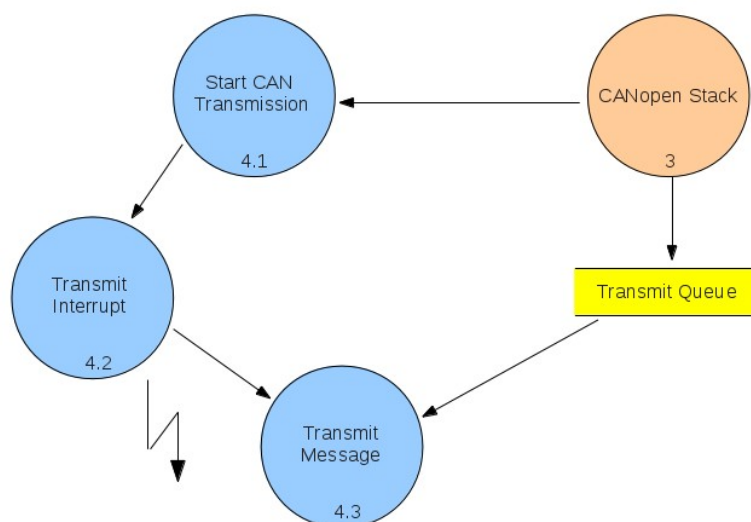 Start CAN
Transmission
4.1
CANopen Stack
3
Transmit
Interrupt
4.2
Transmit Queue
Transmit
Message
4.3